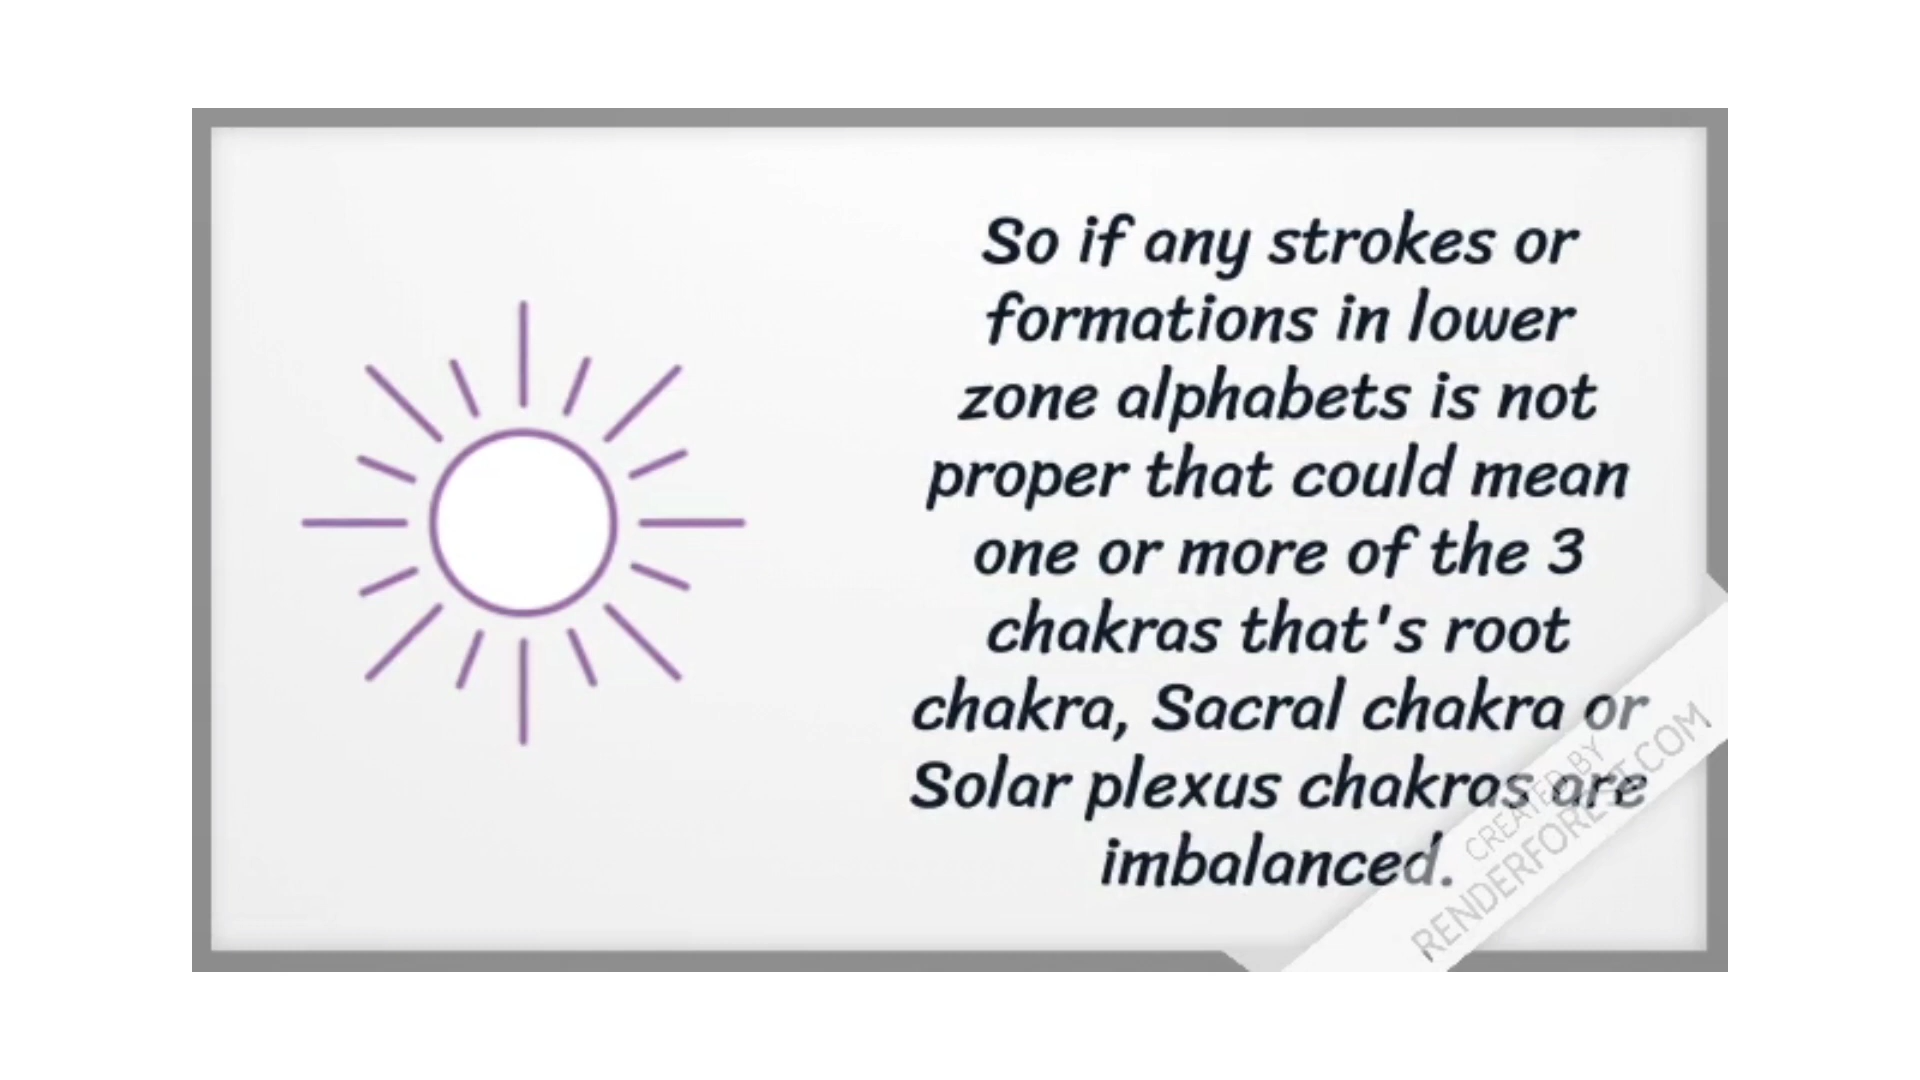 So if any strokes or
formations in lower
zone alphabets is not
proper that could mean
one or more of the 3
chakras that's root
chakra, Sacral chakra or
Solar plexus chakras are
imbalanced.
CREATED BY
RENDERFOREST.COM